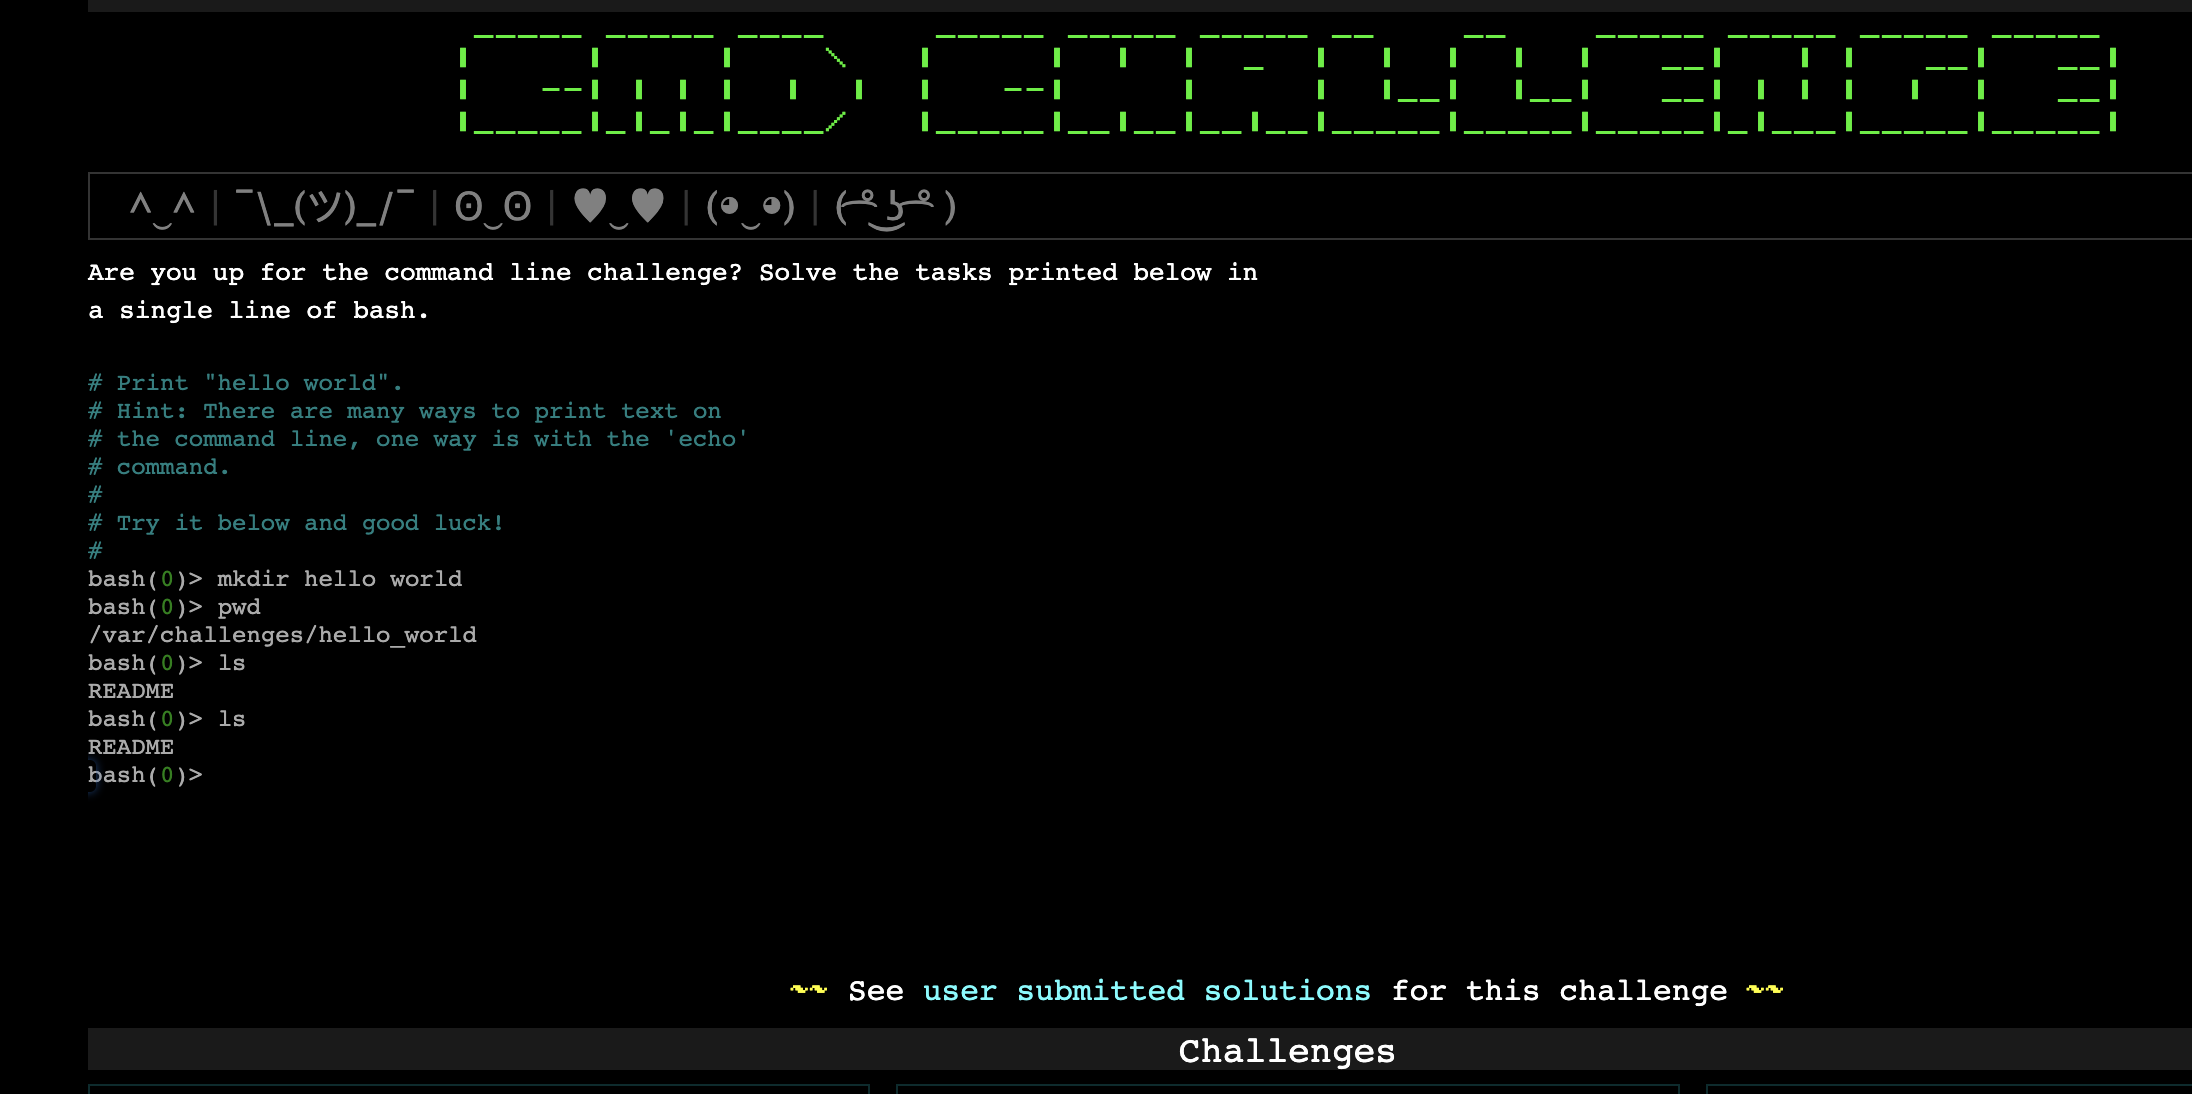 CMD CHALLENGE
^‿^ | ¯\_(ツ)_/¯ | ʘ‿ʘ | ♥‿♥ | (◕‿◕) | ( ͡° ͜ʖ ͡° )
Are you up for the command line challenge? Solve the tasks printed below in
a single line of bash.
# Print "hello world".
# Hint: There are many ways to print text on
# the command line, one way is with the 'echo'
# command.
#
# Try it below and good luck!
#
bash(0)> mkdir hello world
bash(0)> pwd
/var/challenges/hello_world
bash(0)> ls
README
bash(0)> ls
README
bash(0)>
~~ See user submitted solutions for this challenge ~~
Challenges